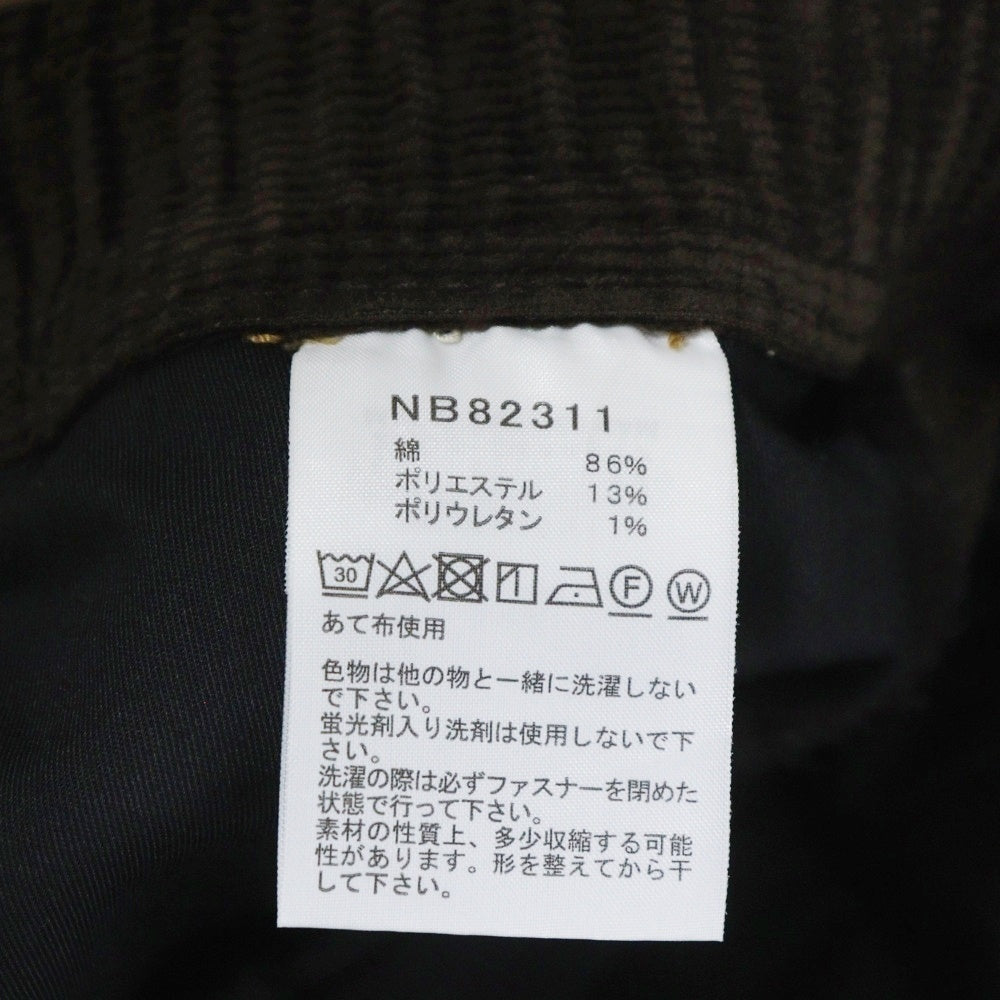 NB82311
綿 86%
ポリエステル 13%
ポリウレタン 1%
30 F W
あて布使用
色物は他の物と一緒に洗濯しない
で下さい。
蛍光剤入り洗剤は使用しないで下
さい。
洗濯の際は必ずファスナーを閉めた
状態で行って下さい。
素材の性質上、多少収縮する可能
性があります。形を整えてから干
して下さい。